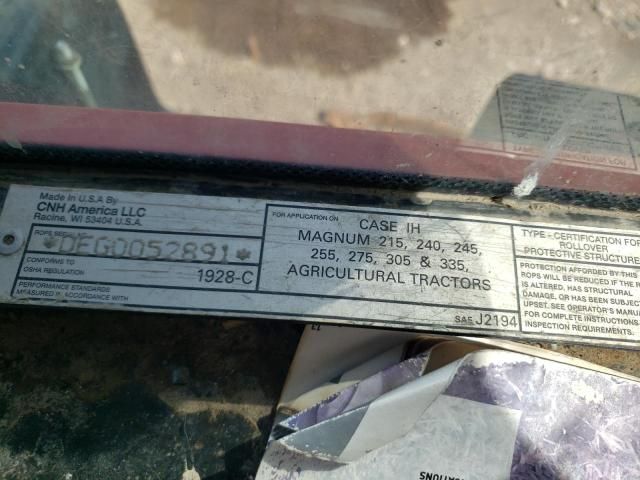 Made In U.S.A By
CNH America LLC
Racine, WI 53404 U.S.A.
ROPS SERIAL
*DEG0052891*
CONFORMS TO
OSHA REGULATION
1928-C
PERFORMANCE STANDARDS
MEASURED IN ACCORDANCE WITH
FOR APPLICATION ON
CASE IH
MAGNUM 215, 240, 245,
255, 275, 305 & 335,
AGRICULTURAL TRACTORS
SAE J2194
TYPE - CERTIFICATION FOR
ROLLOVER
PROTECTIVE STRUCTURE
PROTECTION AFFORDED BY THIS
ROPS WILL BE REDUCED IF THE R
IS ALTERED, HAS STRUCTURAL
DAMAGE, OR HAS BEEN SUBJEC
UPSET. SEE OPERATOR'S MANUA
FOR COMPLETE INSTRUCTIONS
INSPECTION REQUIREMENTS.